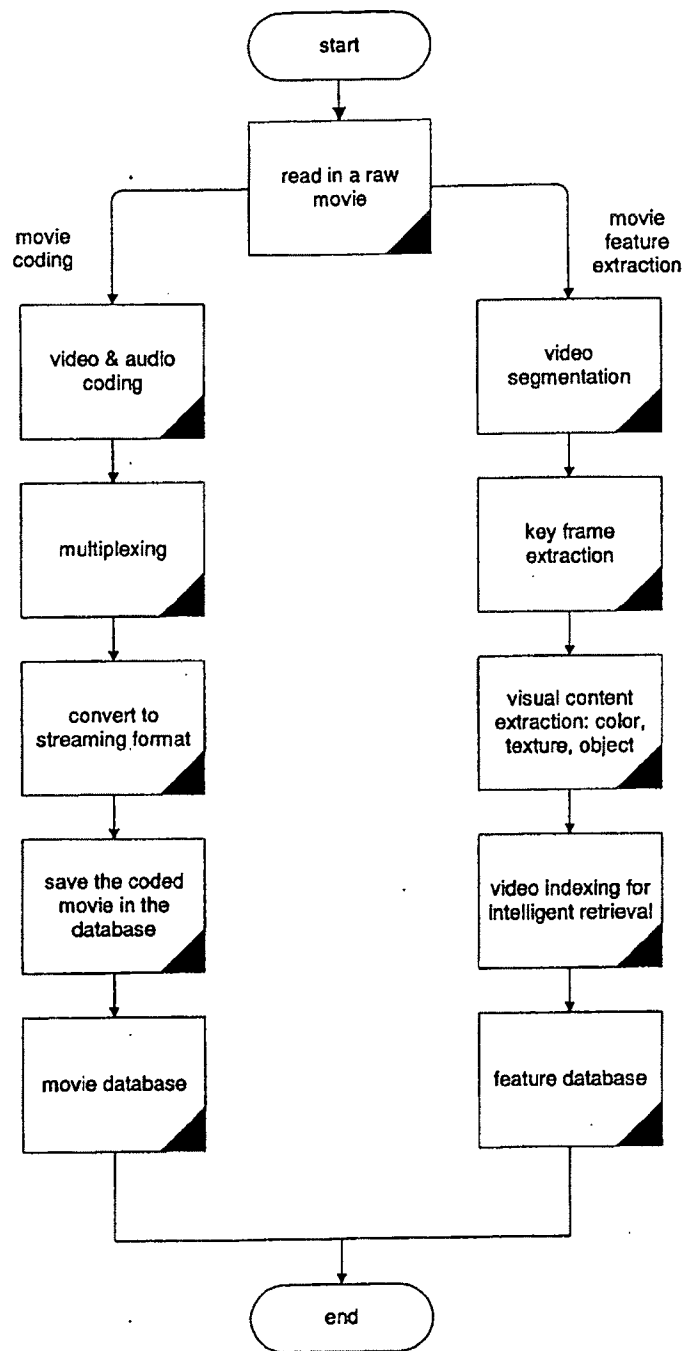 start
read in a raw
movie
movie
coding
movie
feature
extraction
video & audio
coding
video
segmentation
multiplexing
key frame
extraction
convert to
streaming format
visual content
extraction: color,
texture, object
save the coded
movie in the
database
video indexing for
intelligent retrieval
movie database
feature database
end